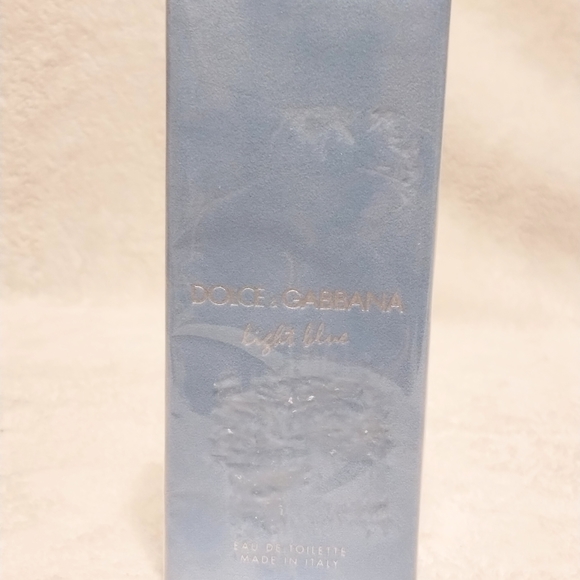 DOLCE & GABBANA
light blue
EAU DE TOILETTE
MADE IN ITALY